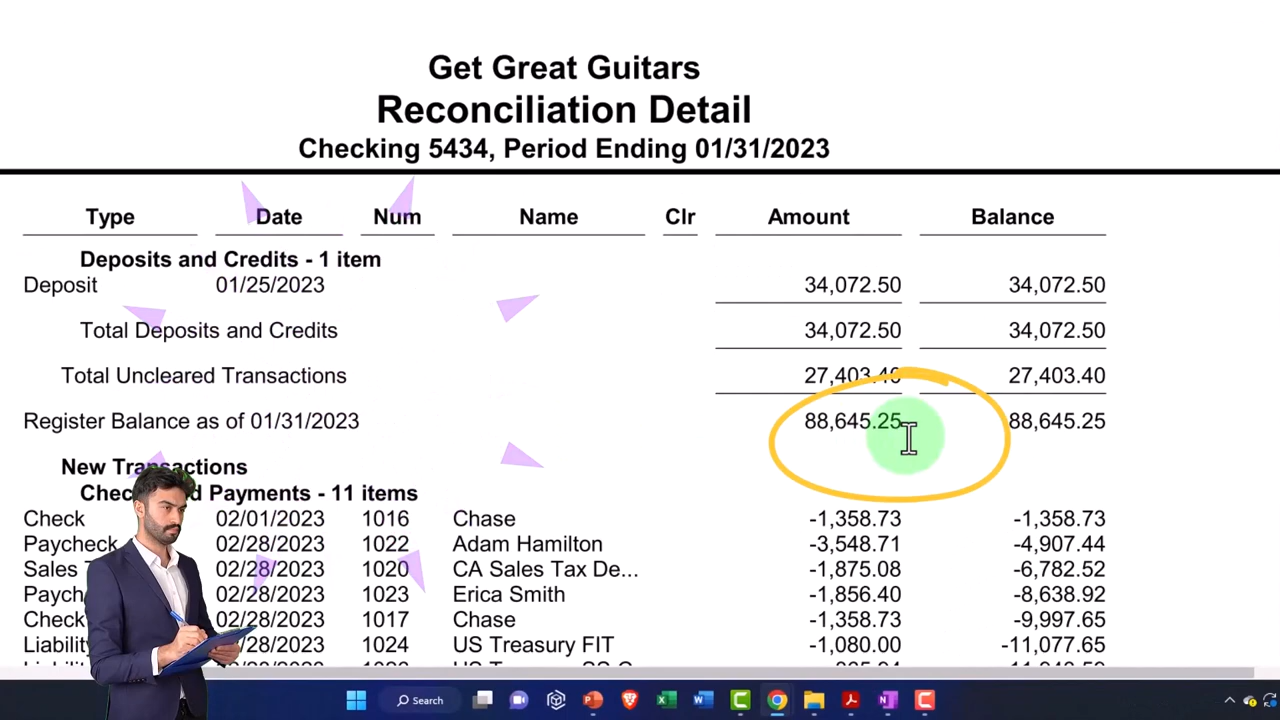 Get Great Guitars
Reconciliation Detail
Checking 5434, Period Ending 01/31/2023
Type Date Num Name Clr Amount Balance
Deposits and Credits - 1 item
Deposit 01/25/2023 34,072.50 34,072.50
Total Deposits and Credits 34,072.50 34,072.50
Total Uncleared Transactions 27,403.40 27,403.40
Register Balance as of 01/31/2023 88,645.25 88,645.25
New Transactions
Payments - 11 items
Check 02/01/2023 1016 Chase -1,358.73 -1,358.73
Paycheck 02/28/2023 1022 Adam Hamilton -3,548.71 -4,907.44
Sales 02/28/2023 1020 CA Sales Tax De... -1,875.08 -6,782.52
Payc 02/28/2023 1023 Erica Smith -1,856.40 -8,638.92
Check 02/28/2023 1017 Chase -1,358.73 -9,997.65
Liability /28/2023 1024 US Treasury FIT -1,080.00 -11,077.65
Search